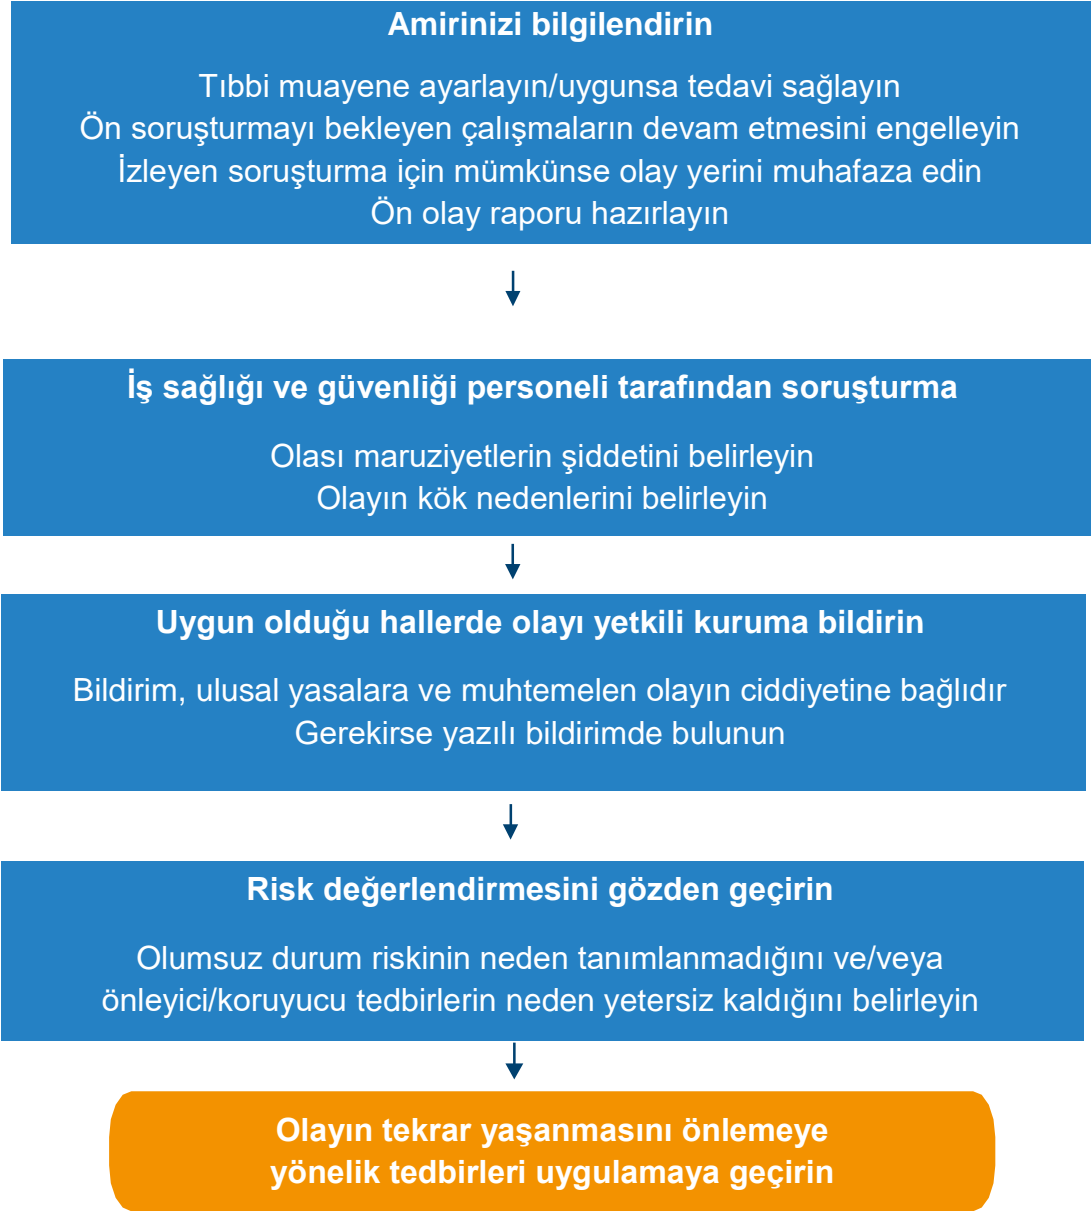 Amirinizi bilgilendirin
Tıbbi muayene ayarlayın/uygunsa tedavi sağlayın
Ön soruşturmayı bekleyen çalışmaların devam etmesini engelleyin
İzleyen soruşturma için mümkünse olay yerini muhafaza edin
Ön olay raporu hazırlayın
İş sağlığı ve güvenliği personeli tarafından soruşturma
Olası maruziyetlerin şiddetini belirleyin
Olayın kök nedenlerini belirleyin
Uygun olduğu hallerde olayı yetkili kuruma bildirin
Bildirim, ulusal yasalara ve muhtemelen olayın ciddiyetine bağlıdır
Gerekirse yazılı bildirimde bulunun
Risk değerlendirmesini gözden geçirin
Olumsuz durum riskinin neden tanımlanmadığını ve/veya
önleyici/koruyucu tedbirlerin neden yetersiz kaldığını belirleyin
Olayın tekrar yaşanmasını önlemeye
yönelik tedbirleri uygulamaya geçirin